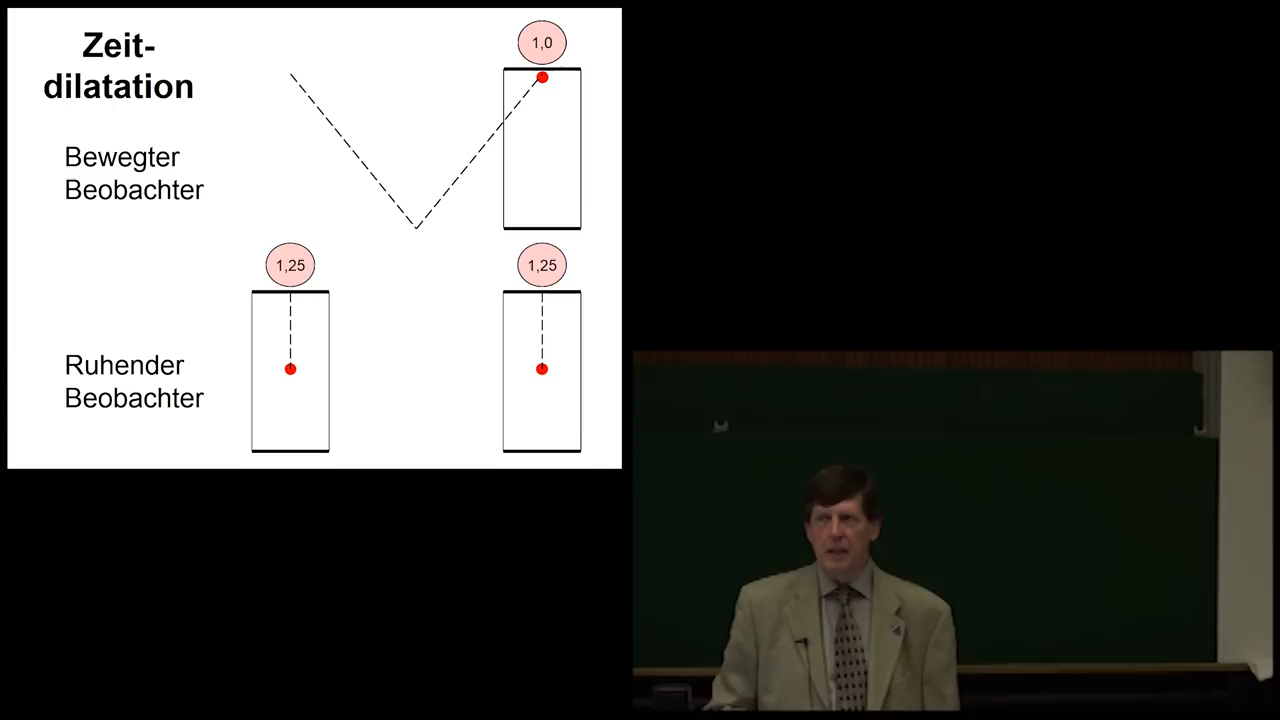 Zeit-
dilatation
1,0
Bewegter
Beobachter
1,25
1,25
Ruhender
Beobachter